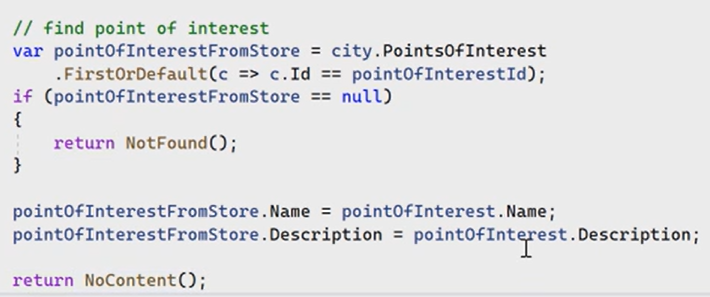 // find point of interest
var pointOfInterestFromStore = city.PointsOfInterest
    .FirstOrDefault(c => c.Id == pointOfInterestId);
if (pointOfInterestFromStore == null)
{
    return NotFound();
}

pointOfInterestFromStore.Name = pointOfInterest.Name;
pointOfInterestFromStore.Description = pointOfInterest.Description;

return NoContent();